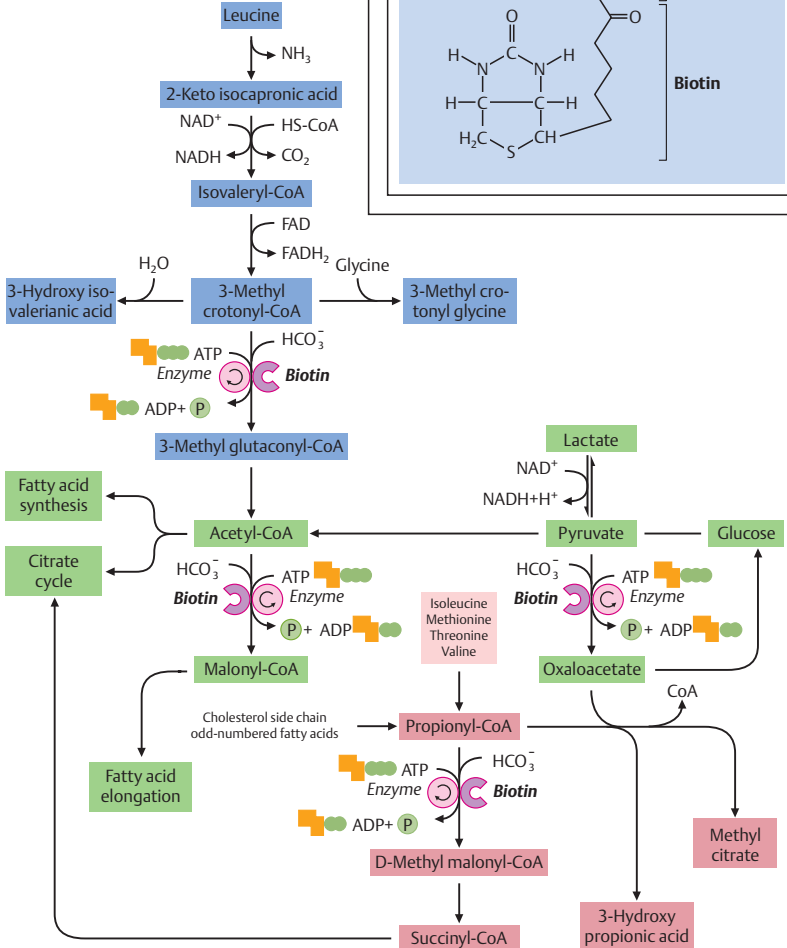 Leucine
NH₃
2-Keto isocapronic acid
NAD⁺
HS-CoA
NADH
CO₂
Isovaleryl-CoA
FAD
FADH₂
H₂O
Glycine
3-Hydroxy iso-
valerianic acid
3-Methyl
crotonyl-CoA
3-Methyl cro-
tonyl glycine
HCO₃⁻
ATP
Enzyme
Biotin
ADP+ P
3-Methyl glutaconyl-CoA
O
O
C
H
H
N
N
H
C
C
H
H₂C
S
CH
Biotin
Lactate
NAD⁺
NADH+H⁺
Fatty acid
synthesis
Acetyl-CoA
Pyruvate
Glucose
Citrate
cycle
HCO₃⁻
ATP
Biotin
Enzyme
P + ADP
HCO₃⁻
ATP
Biotin
Enzyme
P + ADP
Isoleucine
Methionine
Threonine
Valine
Malonyl-CoA
Oxaloacetate
CoA
Cholesterol side chain
odd-numbered fatty acids
Propionyl-CoA
Fatty acid
elongation
HCO₃⁻
ATP
Enzyme
Biotin
ADP+ P
Methyl
citrate
D-Methyl malonyl-CoA
3-Hydroxy
propionic acid
Succinyl-CoA